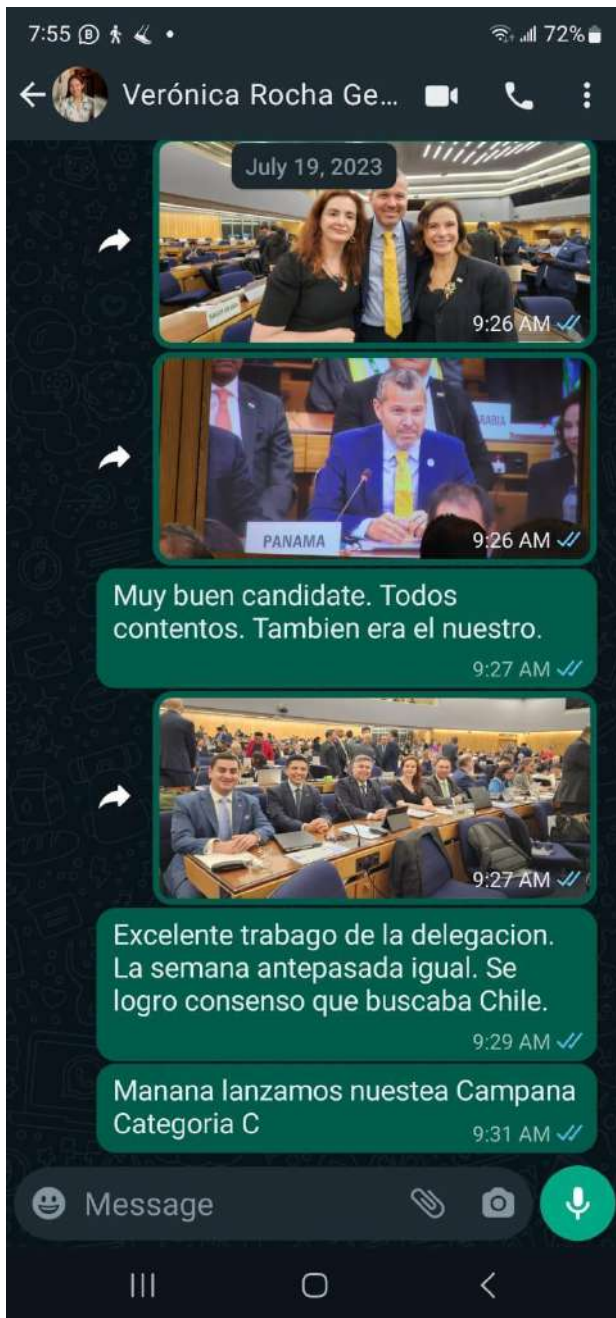 7:55
72%
Verónica Rocha Ge...
July 19, 2023
9:26 AM
PANAMA
ARABIA
9:26 AM
Muy buen candidate. Todos
contentos. Tambien era el nuestro.
9:27 AM
9:27 AM
Excelente trabago de la delegacion.
La semana antepasada igual. Se
logro consenso que buscaba Chile.
9:29 AM
Manana lanzamos nuestea Campana
Categoria C
9:31 AM
Message